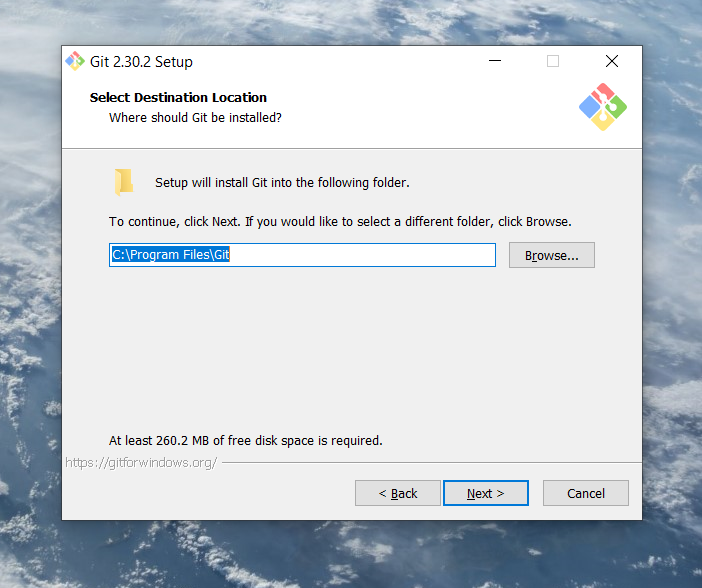 Git 2.30.2 Setup
Select Destination Location
Where should Git be installed?
Setup will install Git into the following folder.
To continue, click Next. If you would like to select a different folder, click Browse.
C:\Program Files\Git
Browse...
At least 260.2 MB of free disk space is required.
https://gitforwindows.org/
< Back
Next >
Cancel